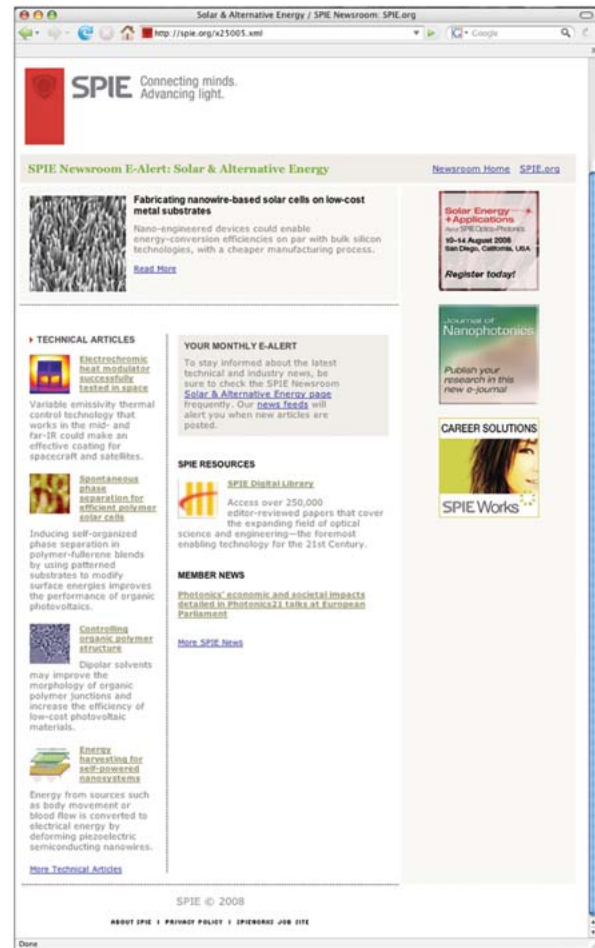 Solar & Alternative Energy / SPIE Newsroom: SPIE.org
http://spie.org/x25005.xml
Google
SPIE
Connecting minds.
Advancing light.
SPIE Newsroom E-Alert: Solar & Alternative Energy
Newsroom Home SPIE.org
Fabricating nanowire-based solar cells on low-cost
metal substrates
Nano-engineered devices could enable
energy-conversion efficiencies on par with bulk silicon
technologies, with a cheaper manufacturing process.
Read More
Solar Energy
+Applications
Part of SPIE Optics+Photonics
10–14 August 2008
San Diego, California, USA
Register today!
Journal of
Nanophotonics
Publish your
research in this
new e-journal
CAREER SOLUTIONS
SPIEWorks
TECHNICAL ARTICLES
Electrochromic
heat modulator
successfully
tested in space
Variable emissivity thermal
control technology that
works in the mid- and
far-IR could make an
effective coating for
spacecraft and satellites.
Spontaneous
phase
separation for
efficient polymer
solar cells
Inducing self-organized
phase separation in
polymer-fullerene blends
by using patterned
substrates to modify
surface energies improves
the performance of organic
photovoltaics.
Controlling
organic polymer
structure
Dipolar solvents
may improve the
morphology of organic
polymer junctions and
increase the efficiency of
low-cost photovoltaic
materials.
Energy
harvesting for
self-powered
nanosystems
Energy from sources such
as body movement or
blood flow is converted to
electrical energy by
deforming piezoelectric
semiconducting nanowires.
More Technical Articles
YOUR MONTHLY E-ALERT
To stay informed about the latest
technical and industry news, be
sure to check the SPIE Newsroom
Solar & Alternative Energy page
frequently. Our news feeds will
alert you when new articles are
posted.
SPIE RESOURCES
SPIE Digital Library
Access over 250,000
editor-reviewed papers that cover
the expanding field of optical
science and engineering—the foremost
enabling technology for the 21st Century.
MEMBER NEWS
Photonics' economic and societal impacts
detailed in Photonics21 talks at European
Parliament
More SPIE News
SPIE © 2008
ABOUT SPIE | PRIVACY POLICY | SPIEWORKS JOB SITE
Done